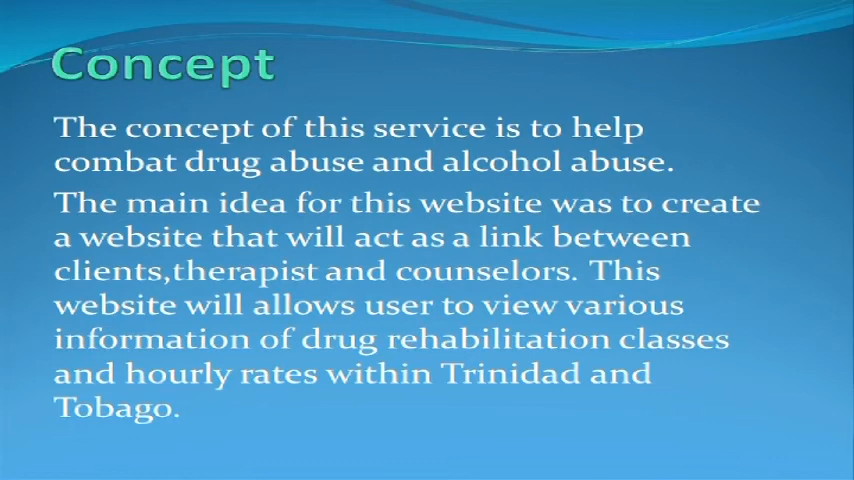 Concept
The concept of this service is to help
combat drug abuse and alcohol abuse.
The main idea for this website was to create
a website that will act as a link between
clients,therapist and counselors. This
website will allows user to view various
information of drug rehabilitation classes
and hourly rates within Trinidad and
Tobago.